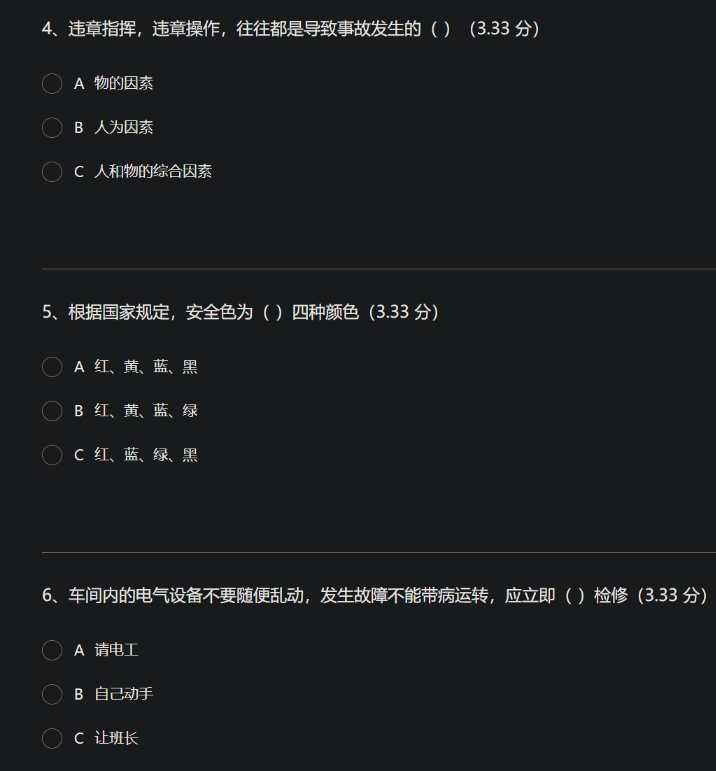 4、违章指挥，违章操作，往往都是导致事故发生的（ ）（3.33 分）
A 物的因素
B 人为因素
C 人和物的综合因素
5、根据国家规定，安全色为（ ）四种颜色（3.33 分）
A 红、黄、蓝、黑
B 红、黄、蓝、绿
C 红、蓝、绿、黑
6、车间内的电气设备不要随便乱动，发生故障不能带病运转，应立即（ ）检修（3.33 分）
A 请电工
B 自己动手
C 让班长